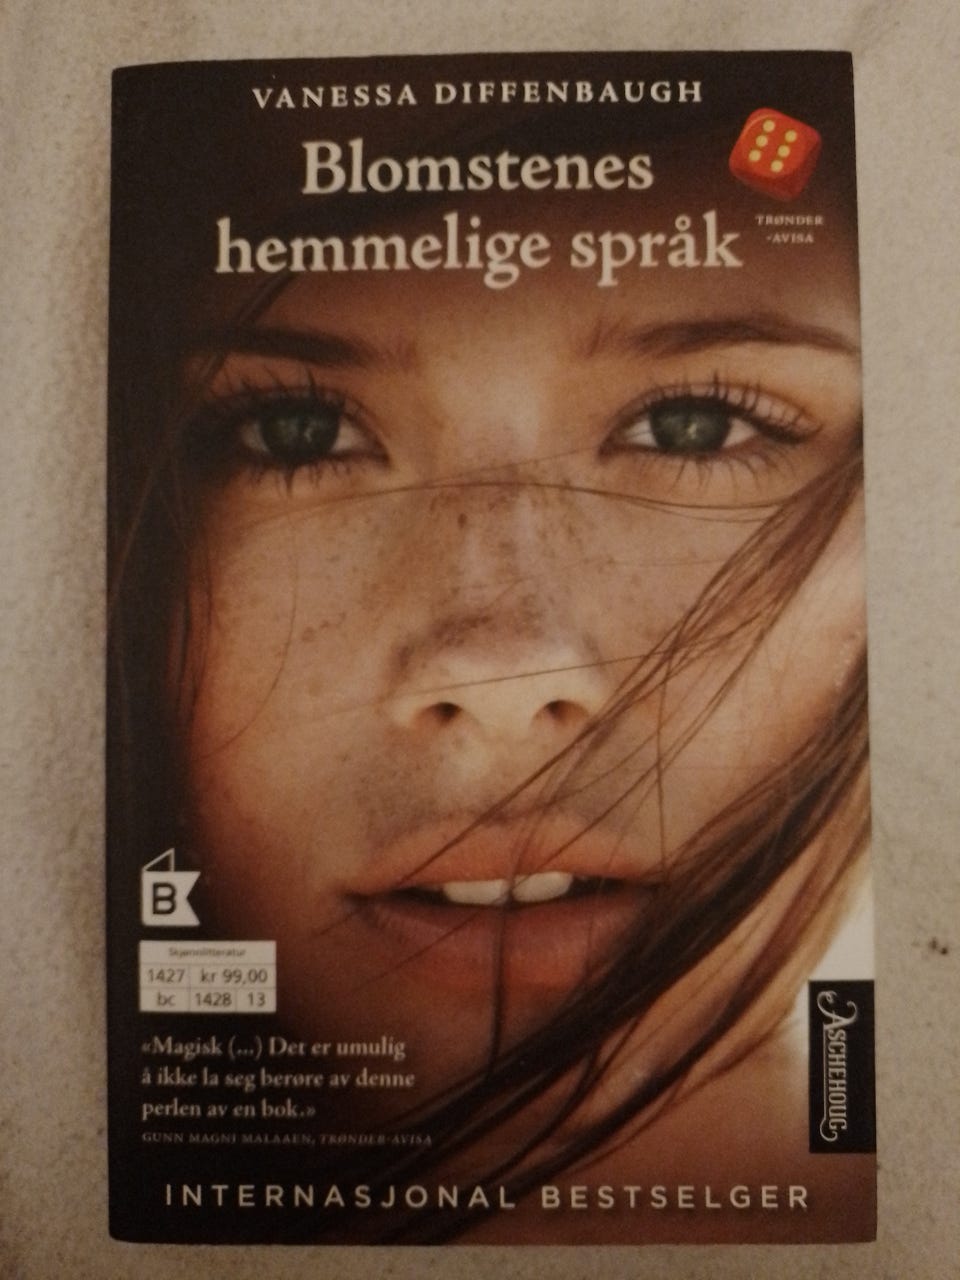 VANESSA DIFFENBAUGH
Blomstenes
hemmelige språk
TRØNDER
-AVISA
B
Skjønnlitteratur
1427 kr 99,00
bc 1428 13
«Magisk (...) Det er umulig
å ikke la seg berøre av denne
perlen av en bok.»
GUNN MAGNI MALAAEN, TRØNDER-AVISA
ASCHEHOUG
INTERNASJONAL BESTSELGER